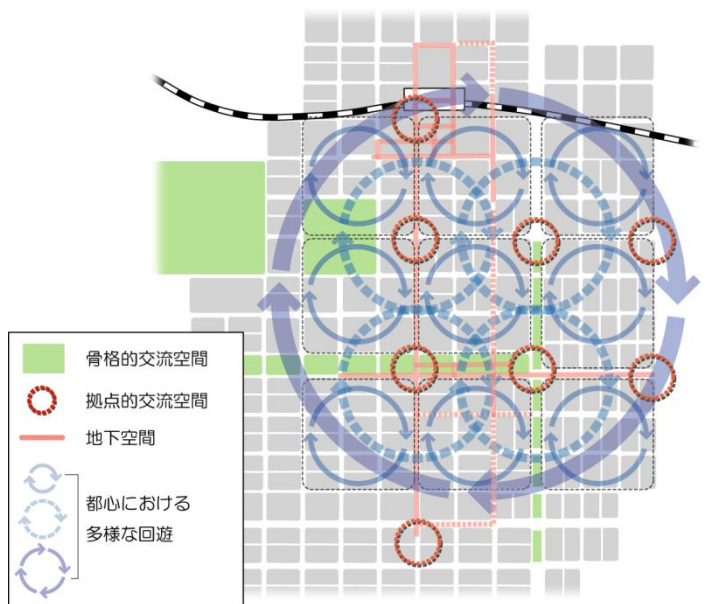 骨格的交流空間
拠点的交流空間
地下空間
都心における
多様な回遊